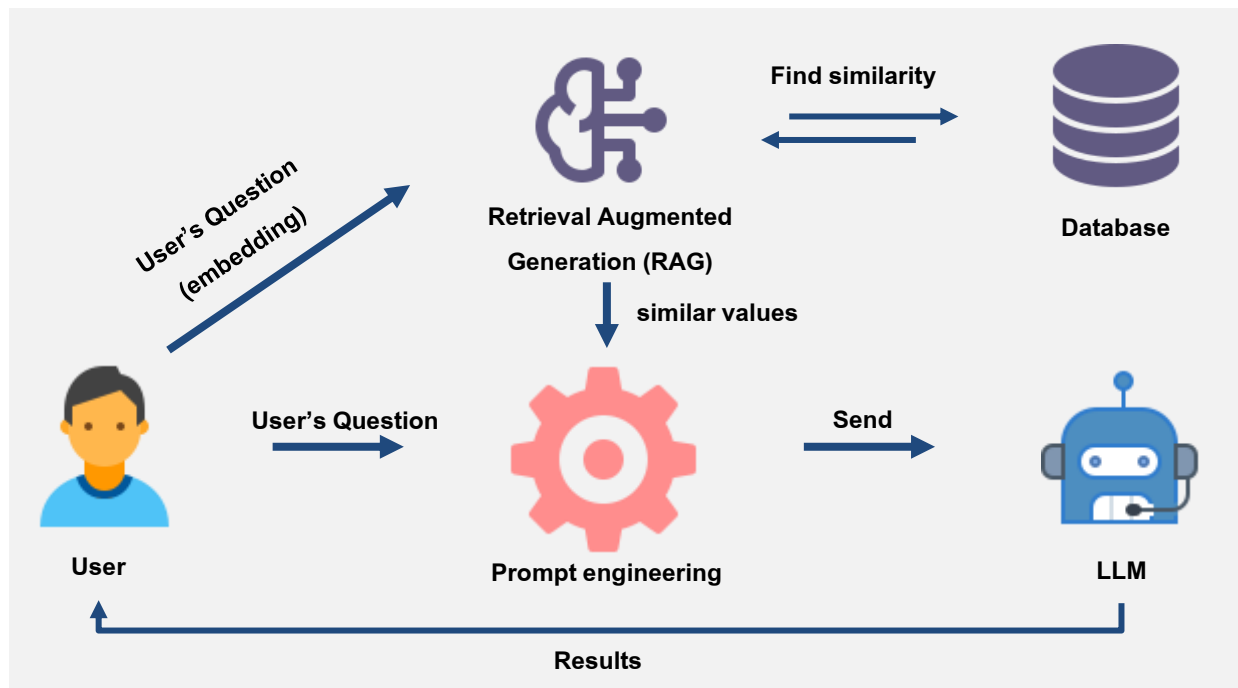 Find similarity
User’s Question
(embedding)
Retrieval Augmented
Generation (RAG)
Database
similar values
User’s Question
Send
User
Prompt engineering
LLM
Results